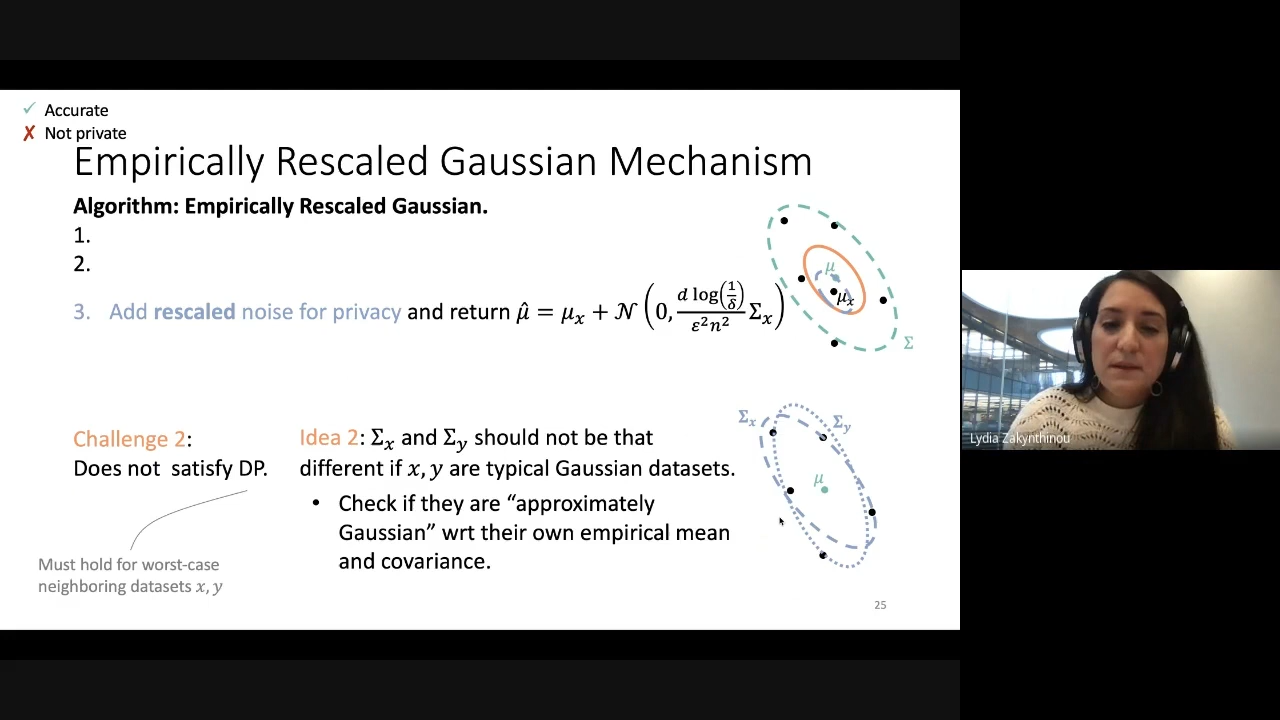 ✓ Accurate
✗ Not private
Empirically Rescaled Gaussian Mechanism
Algorithm: Empirically Rescaled Gaussian.
1.
2.
3. Add rescaled noise for privacy and return μ̂ = μₓ + 𝒩(0, d log(1/δ)/(ε²n²) Σₓ)
μ
μₓ
Σ
Challenge 2:
Does not satisfy DP.
Must hold for worst-case
neighboring datasets x, y
Idea 2: Σₓ and Σ_y should not be that
different if x, y are typical Gaussian datasets.
• Check if they are “approximately
Gaussian” wrt their own empirical mean
and covariance.
Σₓ
Σ_y
μ
25
Lydia Zakynthinou